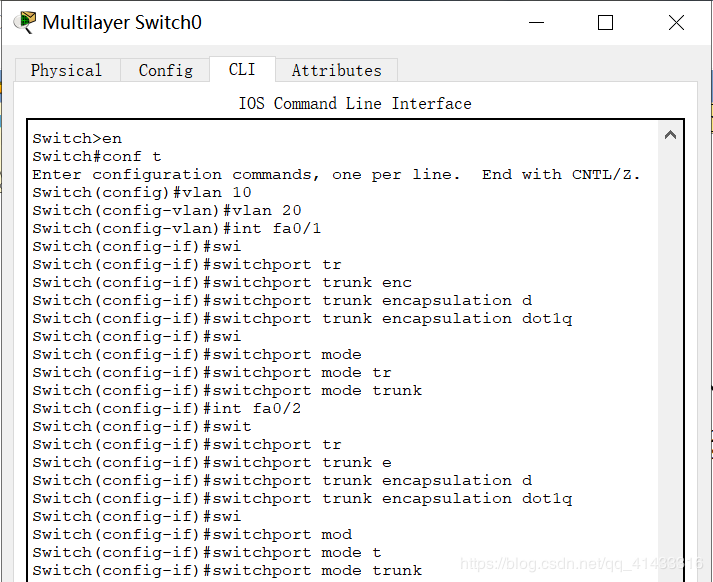 Multilayer Switch0
Physical Config CLI Attributes
IOS Command Line Interface
Switch>en
Switch#conf t
Enter configuration commands, one per line.  End with CNTL/Z.
Switch(config)#vlan 10
Switch(config-vlan)#vlan 20
Switch(config-vlan)#int fa0/1
Switch(config-if)#swi
Switch(config-if)#switchport tr
Switch(config-if)#switchport trunk enc
Switch(config-if)#switchport trunk encapsulation d
Switch(config-if)#switchport trunk encapsulation dot1q
Switch(config-if)#swi
Switch(config-if)#switchport mode
Switch(config-if)#switchport mode tr
Switch(config-if)#switchport mode trunk
Switch(config-if)#int fa0/2
Switch(config-if)#swit
Switch(config-if)#switchport tr
Switch(config-if)#switchport trunk e
Switch(config-if)#switchport trunk encapsulation d
Switch(config-if)#switchport trunk encapsulation dot1q
Switch(config-if)#swi
Switch(config-if)#switchport mod
Switch(config-if)#switchport mode t
Switch(config-if)#switchport mode trunk
https://blog.csdn.net/qq_41433316